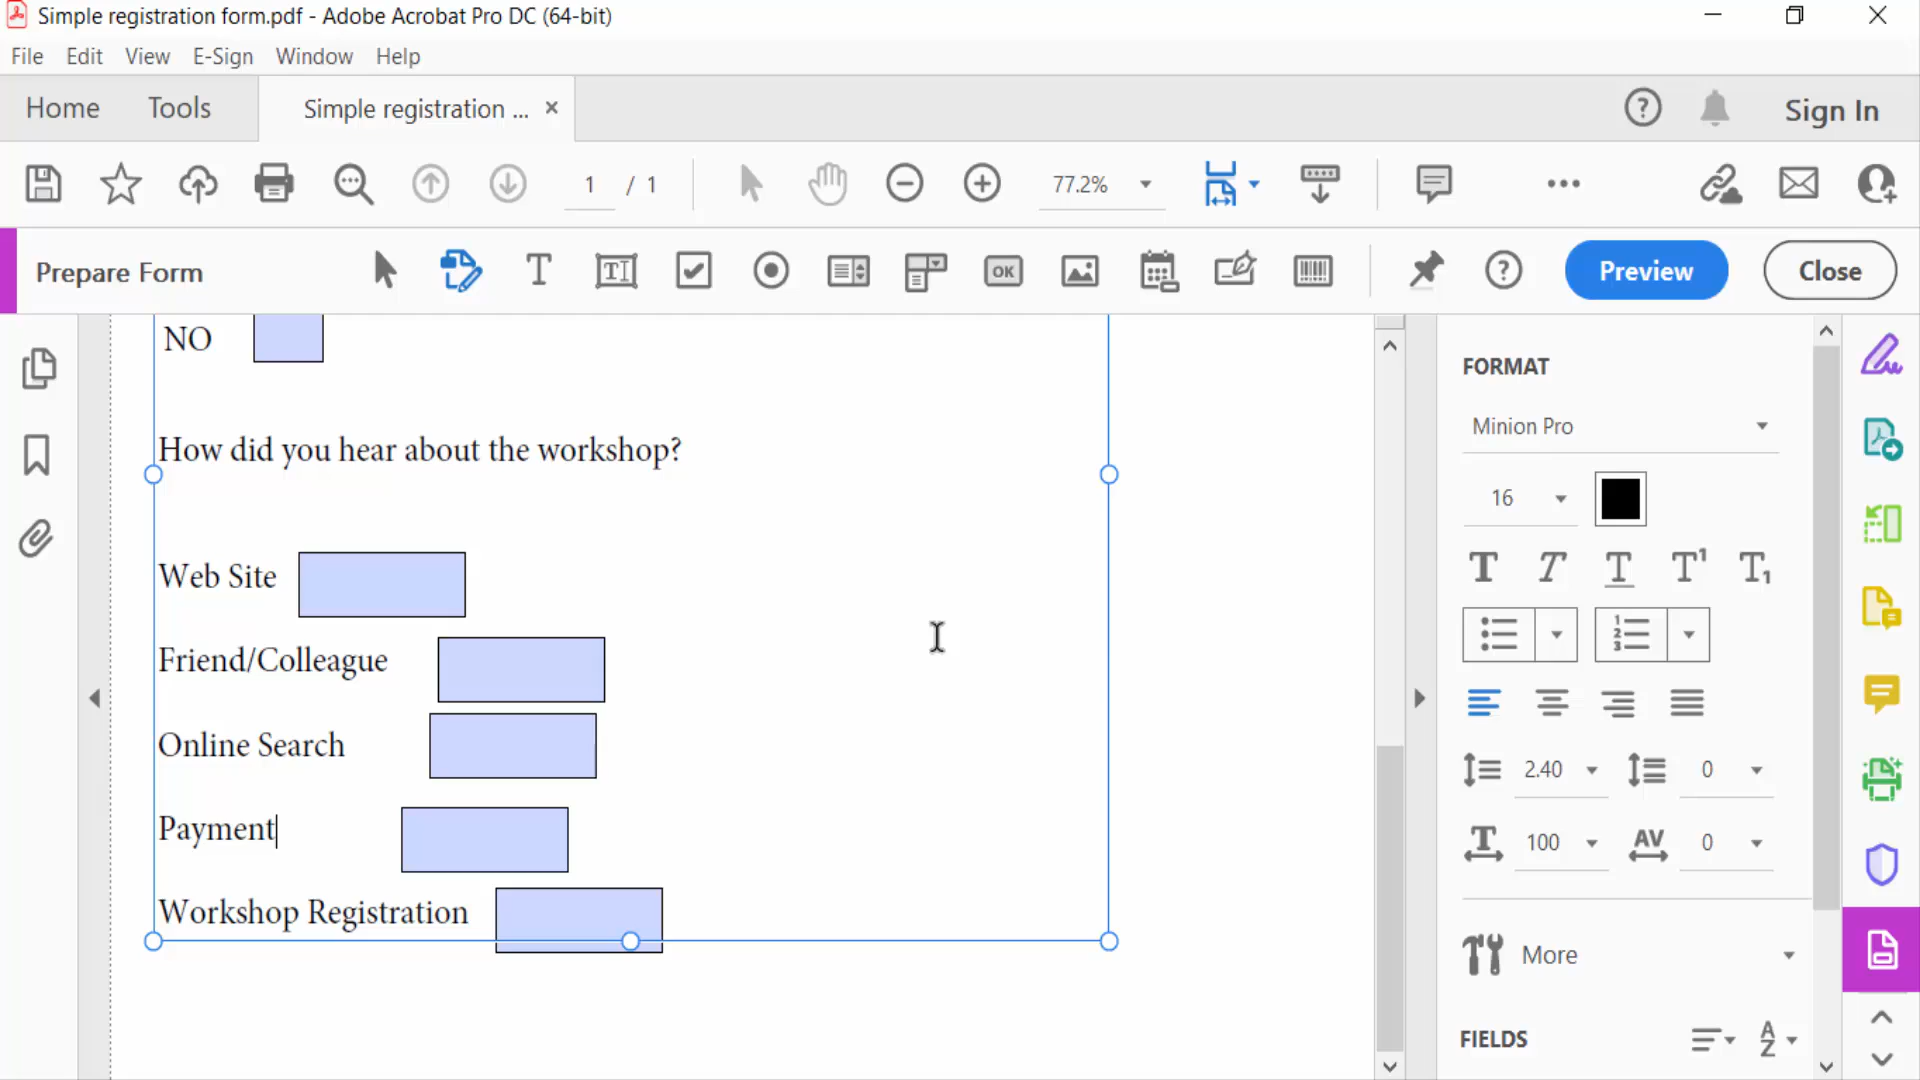 Simple registration form.pdf - Adobe Acrobat Pro DC (64-bit)
File Edit View E-Sign Window Help
Home Tools Simple registration ... × Sign In
1 / 1 77.2%
Prepare Form OK Preview Close
NO
How did you hear about the workshop?
Web Site
Friend/Colleague
Online Search
Payment
Workshop Registration
FORMAT
Minion Pro
16
2.40 0
100 AV 0
More
FIELDS